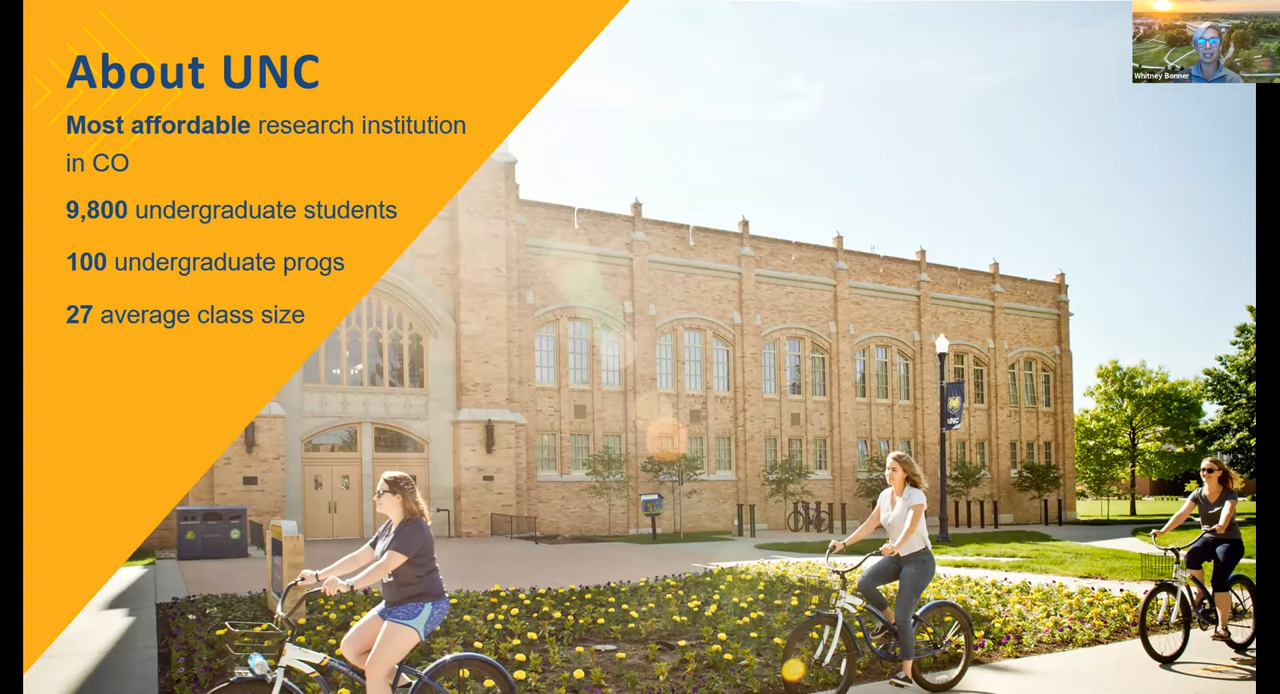 About UNC
Most affordable research institution
in CO
9,800 undergraduate students
100 undergraduate progs
27 average class size
Whitney Bonner
UNC